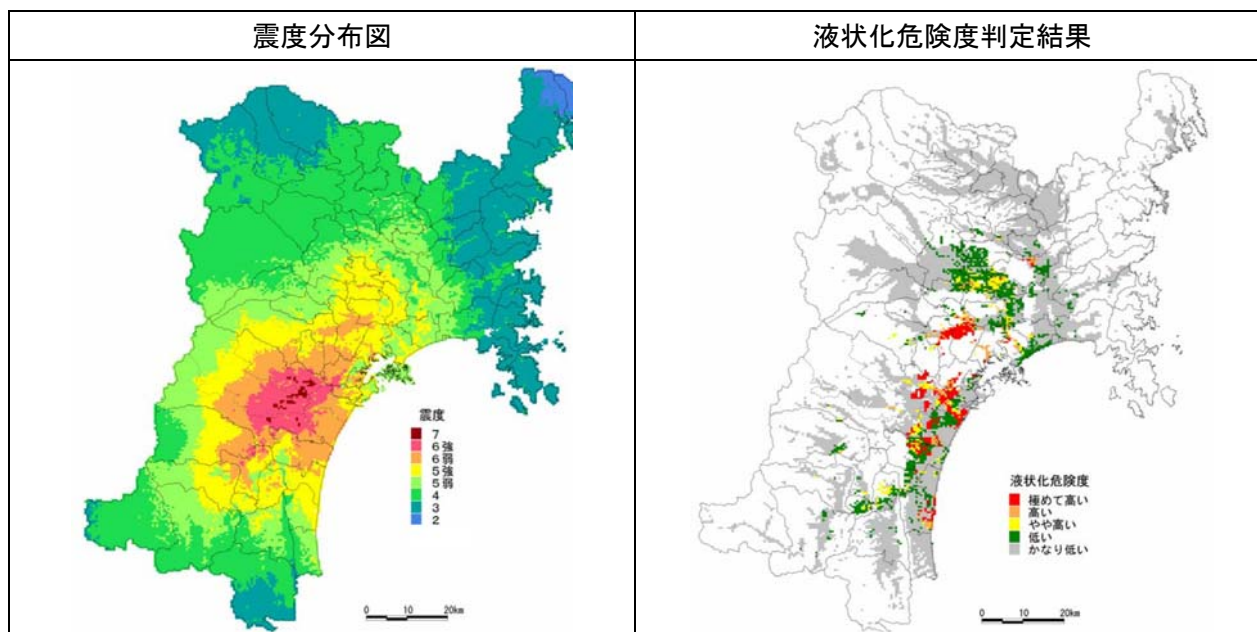 震度分布図
液状化危険度判定結果
震度
7
6強
6弱
5強
5弱
4
3
2
0 10 20km
液状化危険度
極めて高い
高い
やや高い
低い
かなり低い
0 10 20km